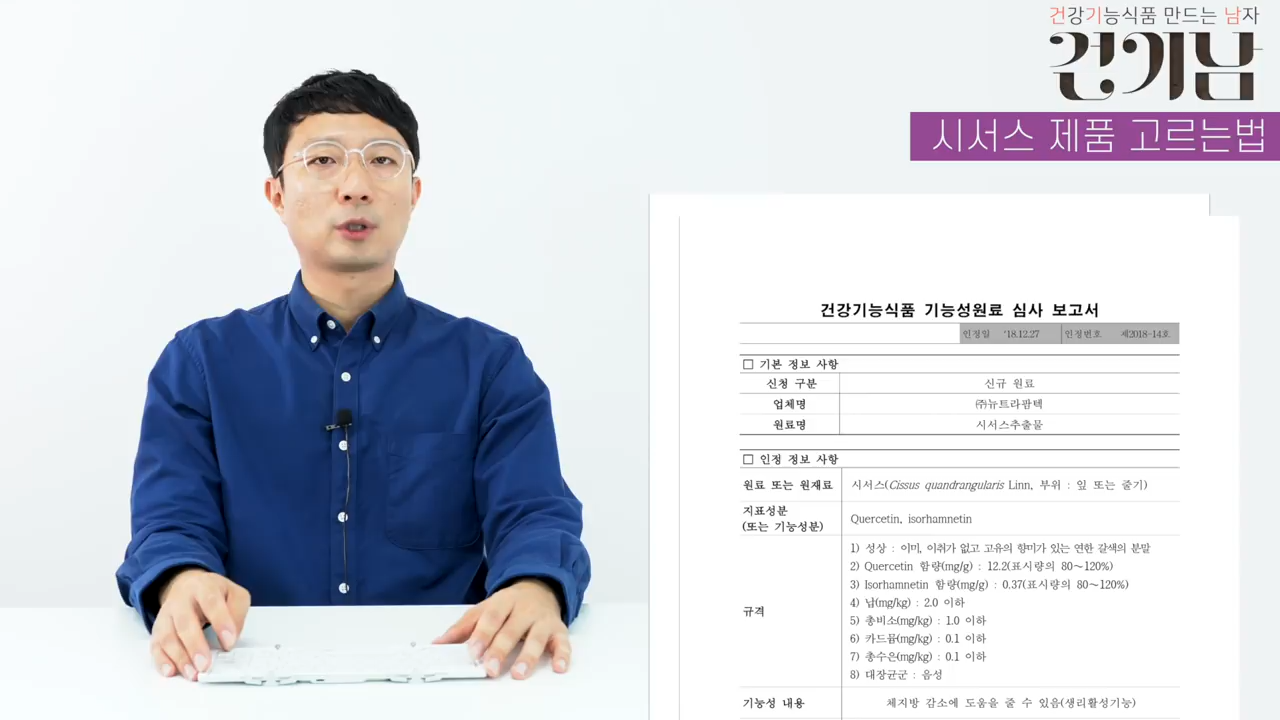 건강기능식품 만드는 남자
건기남
시서스 제품 고르는법
건강기능식품 기능성원료 심사 보고서
인정일 '18.12.27 인정번호 제2018-14호
□ 기본 정보 사항
신청 구분 신규 원료
업체명 ㈜뉴트라팜텍
원료명 시서스추출물
□ 인정 정보 사항
원료 또는 원재료 시서스(Cissus quandrangularis Linn, 부위 : 잎 또는 줄기)
지표성분
(또는 기능성분) Quercetin, isorhamnetin
규격
1) 성상 : 이미, 이취가 없고 고유의 향미가 있는 연한 갈색의 분말
2) Quercetin 함량(mg/g) : 12.2(표시량의 80~120%)
3) Isorhamnetin 함량(mg/g) : 0.37(표시량의 80~120%)
4) 납(mg/kg) : 2.0 이하
5) 총비소(mg/kg) : 1.0 이하
6) 카드뮴(mg/kg) : 0.1 이하
7) 총수은(mg/kg) : 0.1 이하
8) 대장균군 : 음성
기능성 내용 체지방 감소에 도움을 줄 수 있음(생리활성기능)